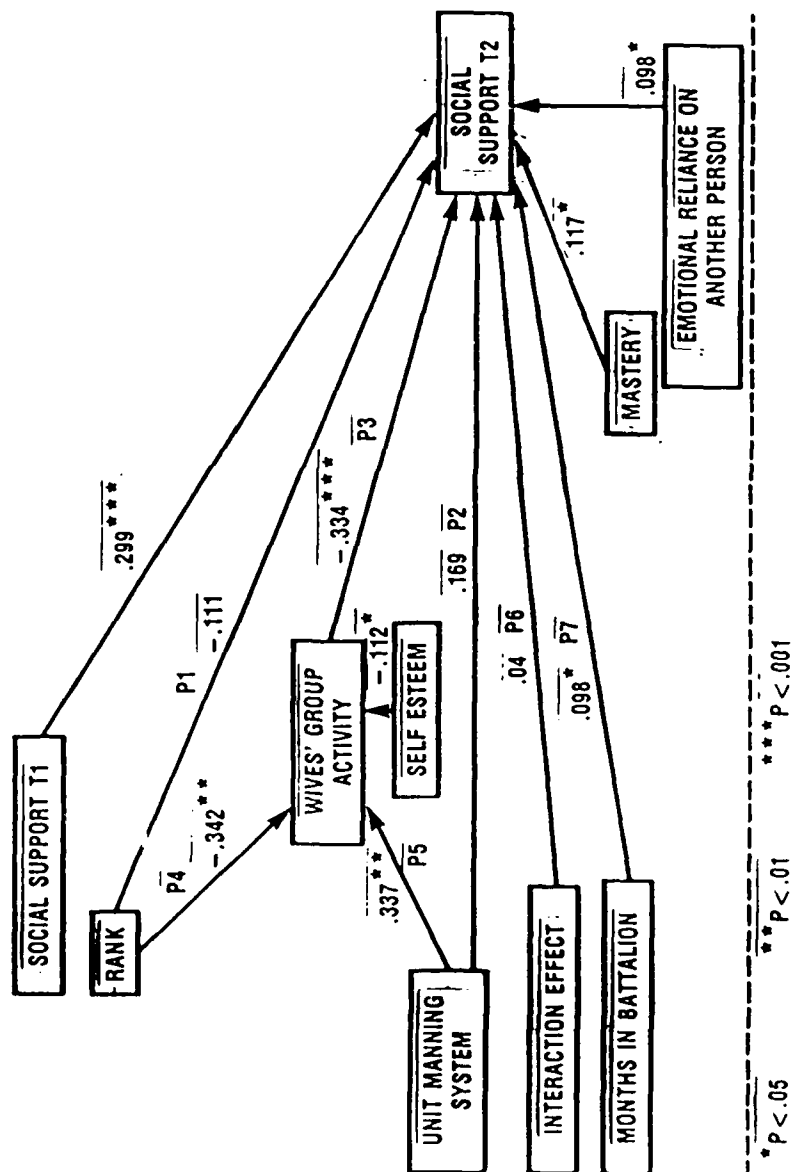 SOCIAL SUPPORT T1
.299***
RANK
P1
-.111
P4
-.342**
WIVES' GROUP
ACTIVITY
-.334***
P3
SOCIAL
SUPPORT T2
-.112*
SELF ESTEEM
.337**
P5
UNIT MANNING
SYSTEM
.169
P2
INTERACTION EFFECT
.04
P6
MONTHS IN BATTALION
.098*
P7
MASTERY
.117*
EMOTIONAL RELIANCE ON
ANOTHER PERSON
.098*
*P<.05
**P<.01
***P<.001